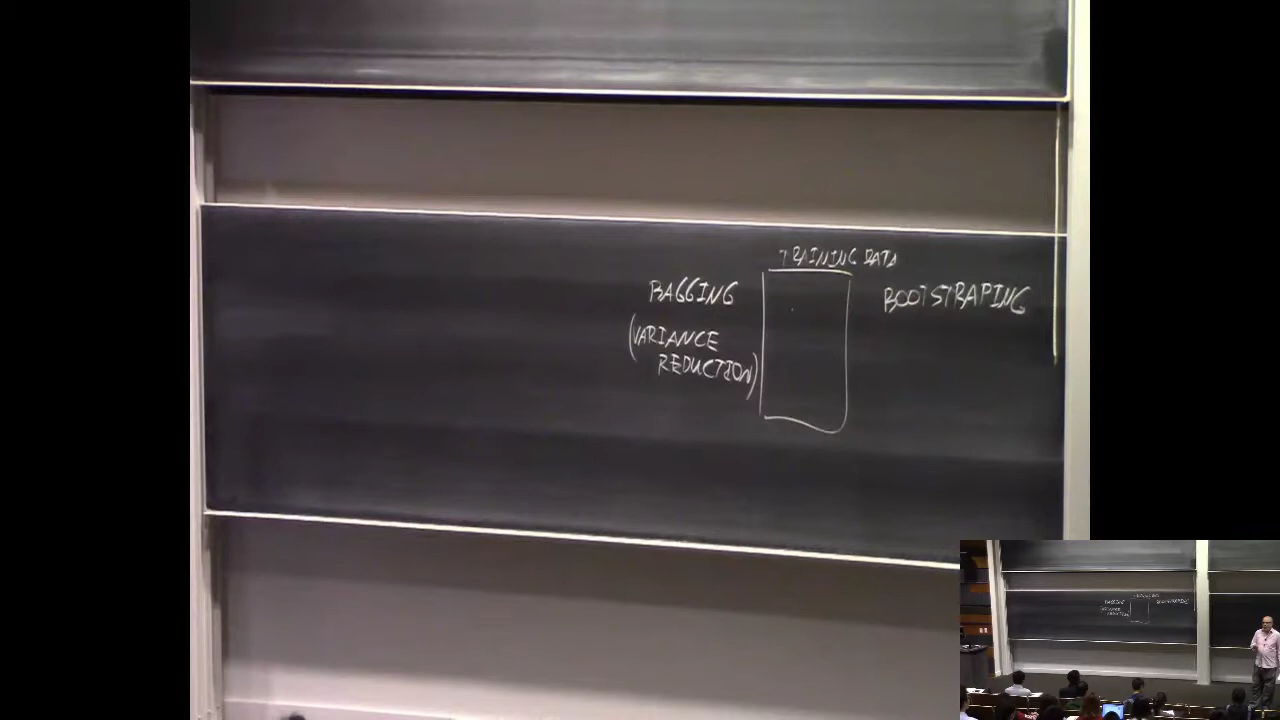 TRAINING DATA
BAGGING
(VARIANCE
REDUCTION)
BOOTSTRAPING